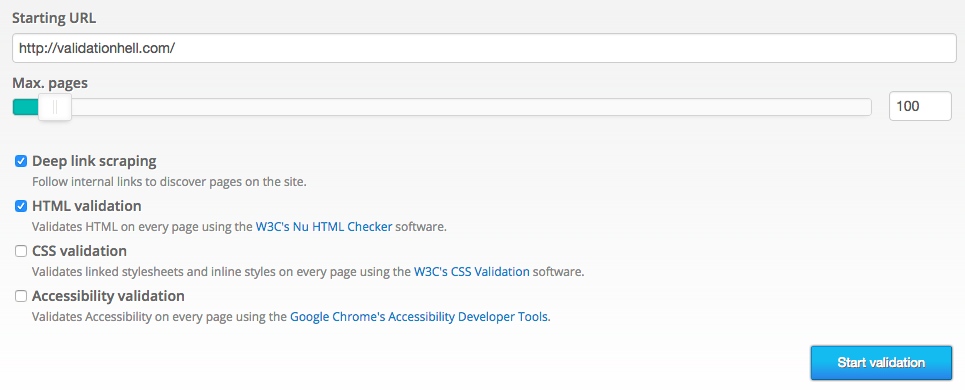 Starting URL
http://validationhell.com/
Max. pages
100
Deep link scraping
Follow internal links to discover pages on the site.
HTML validation
Validates HTML on every page using the W3C's Nu HTML Checker software.
CSS validation
Validates linked stylesheets and inline styles on every page using the W3C's CSS Validation software.
Accessibility validation
Validates Accessibility on every page using the Google Chrome's Accessibility Developer Tools.
Start validation